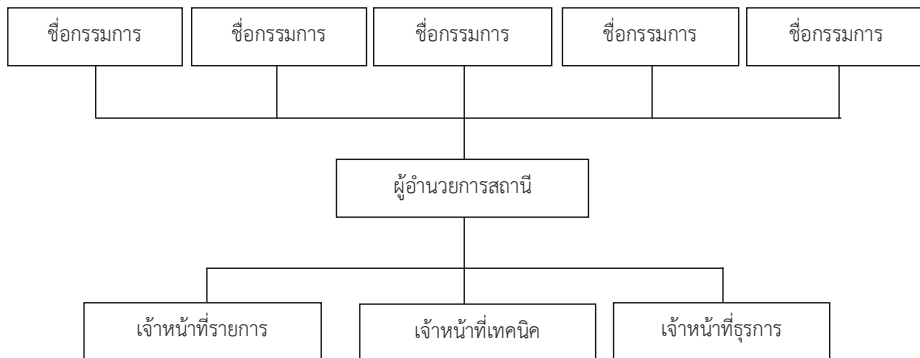 ชื่อกรรมการ ชื่อกรรมการ ชื่อกรรมการ ชื่อกรรมการ ชื่อกรรมการ
ผู้อำนวยการสถานี
เจ้าหน้าที่รายการ เจ้าหน้าที่เทคนิค เจ้าหน้าที่ธุรการ